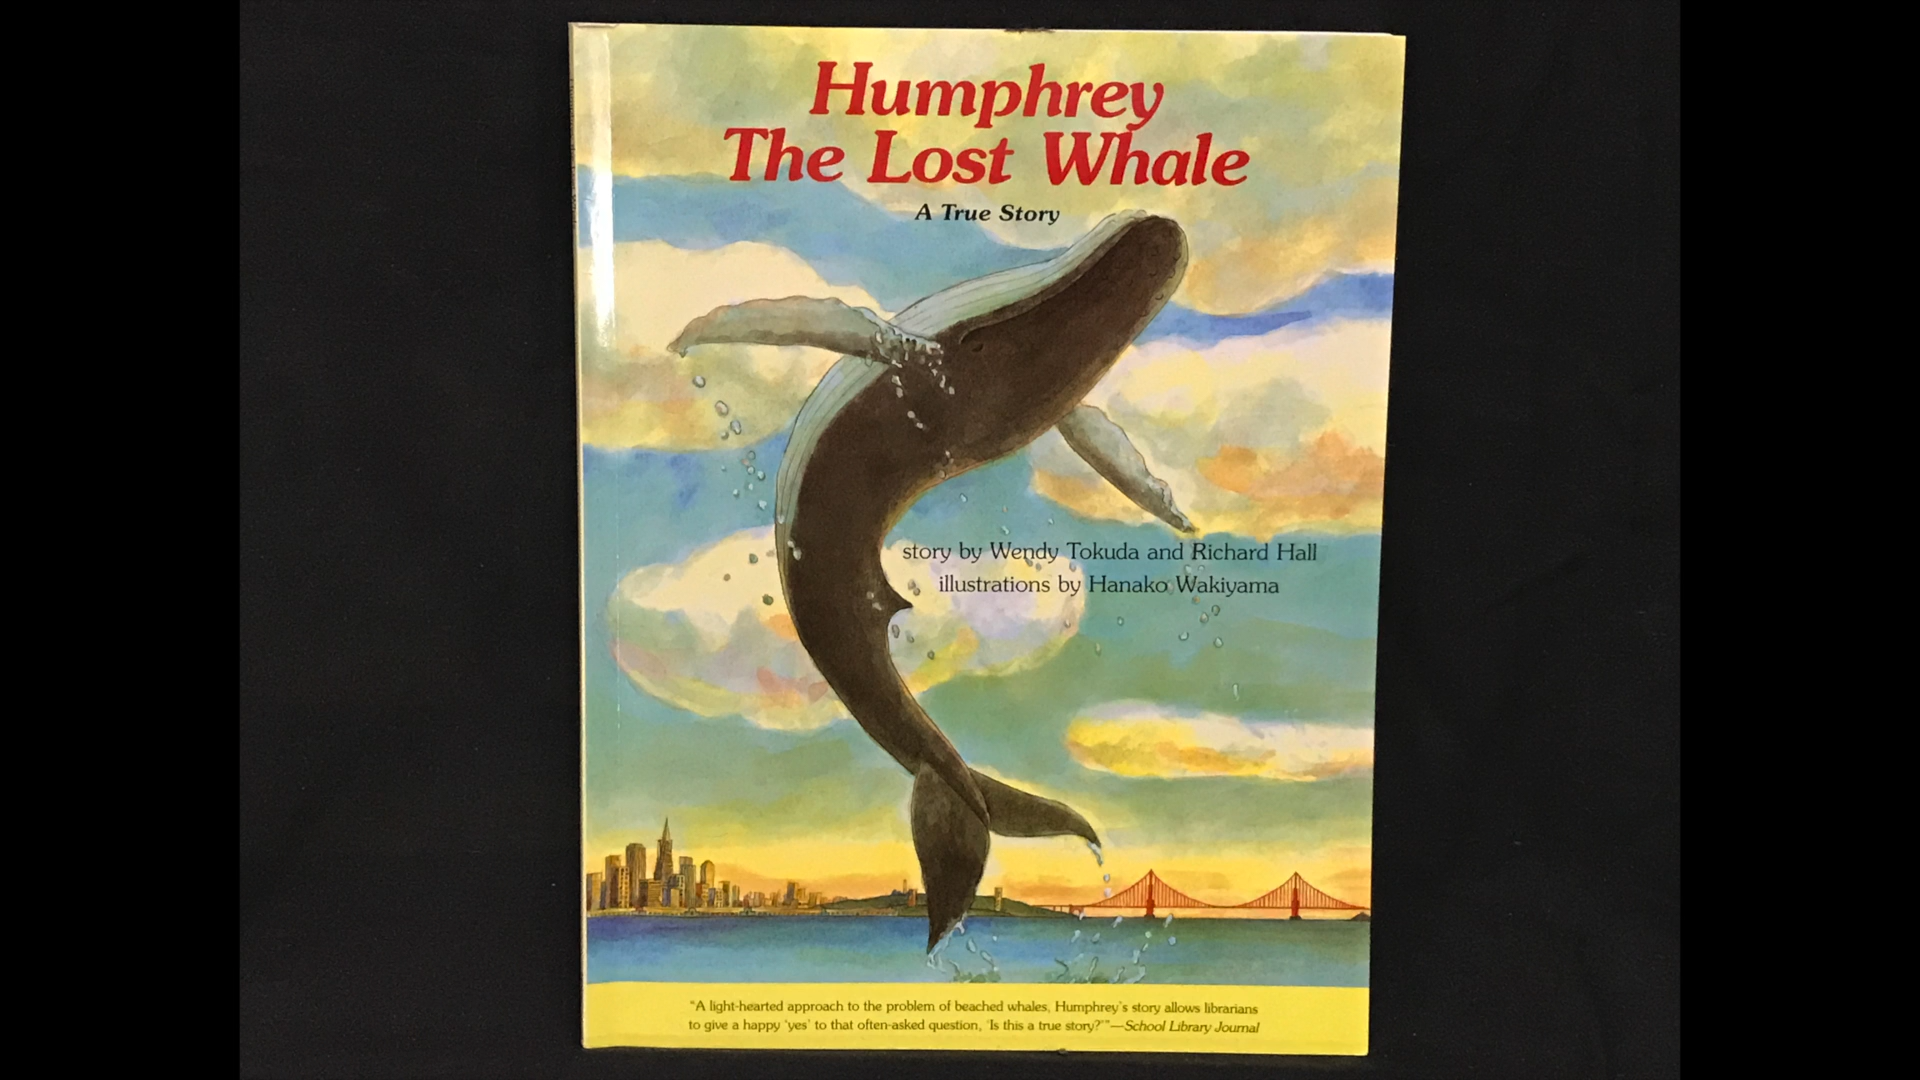 Humphrey
The Lost Whale
A True Story
story by Wendy Tokuda and Richard Hall
illustrations by Hanako Wakiyama
"A light-hearted approach to the problem of beached whales, Humphrey's story allows librarians
to give a happy 'yes' to that often-asked question, 'Is this a true story?'"—School Library Journal